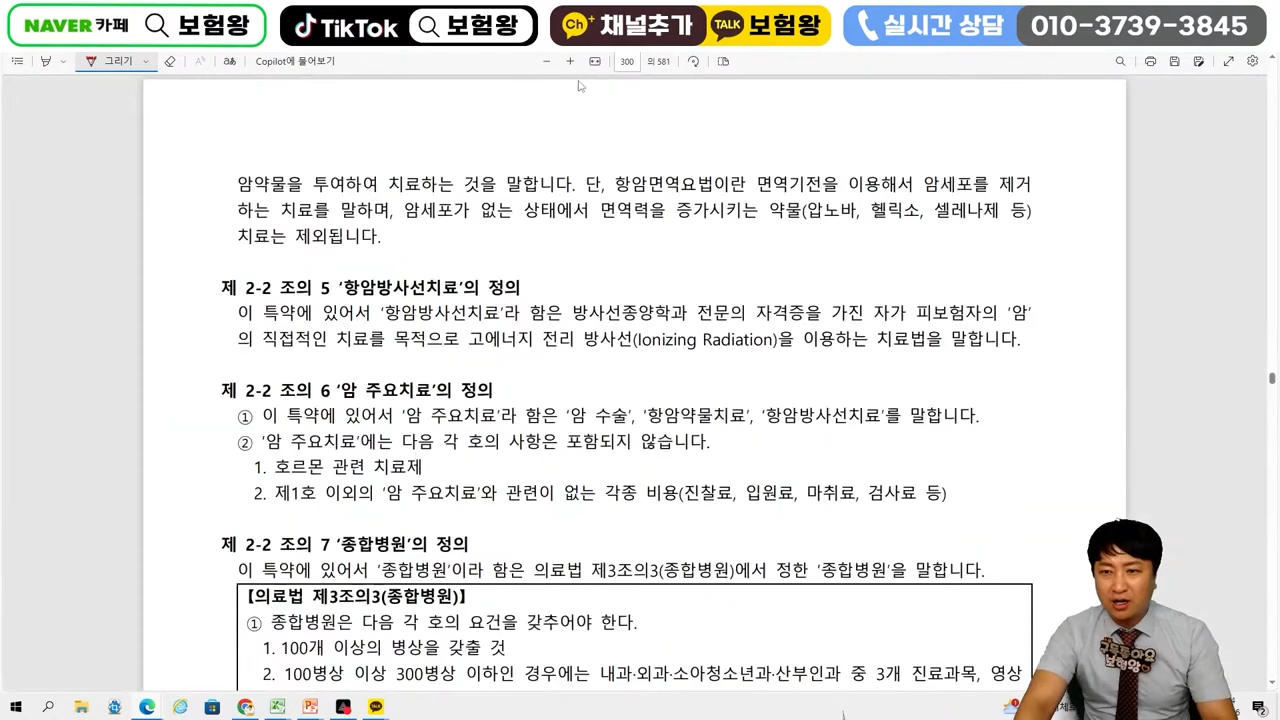 NAVER 카페 보험왕
TikTok 보험왕
Ch+ 채널추가 TALK 보험왕
실시간 상담 010-3739-3845
그리기 aあ Copilot에 물어보기 300 의 581
암약물을 투여하여 치료하는 것을 말합니다. 단, 항암면역요법이란 면역기전을 이용해서 암세포를 제거
하는 치료를 말하며, 암세포가 없는 상태에서 면역력을 증가시키는 약물(압노바, 헬릭소, 셀레나제 등)
치료는 제외됩니다.
제 2-2 조의 5 ‘항암방사선치료’의 정의
이 특약에 있어서 ‘항암방사선치료’라 함은 방사선종양학과 전문의 자격증을 가진 자가 피보험자의 ‘암’
의 직접적인 치료를 목적으로 고에너지 전리 방사선(Ionizing Radiation)을 이용하는 치료법을 말합니다.
제 2-2 조의 6 ‘암 주요치료’의 정의
① 이 특약에 있어서 ‘암 주요치료’라 함은 ‘암 수술’, ‘항암약물치료’, ‘항암방사선치료’를 말합니다.
② ‘암 주요치료’에는 다음 각 호의 사항은 포함되지 않습니다.
1. 호르몬 관련 치료제
2. 제1호 이외의 ‘암 주요치료’와 관련이 없는 각종 비용(진찰료, 입원료, 마취료, 검사료 등)
제 2-2 조의 7 ‘종합병원’의 정의
이 특약에 있어서 ‘종합병원’이라 함은 의료법 제3조의3(종합병원)에서 정한 ‘종합병원’을 말합니다.
【의료법 제3조의3(종합병원)】
① 종합병원은 다음 각 호의 요건을 갖추어야 한다.
1. 100개 이상의 병상을 갖출 것
2. 100병상 이상 300병상 이하인 경우에는 내과·외과·소아청소년과·산부인과 중 3개 진료과목, 영상
구독좋아요
보험왕